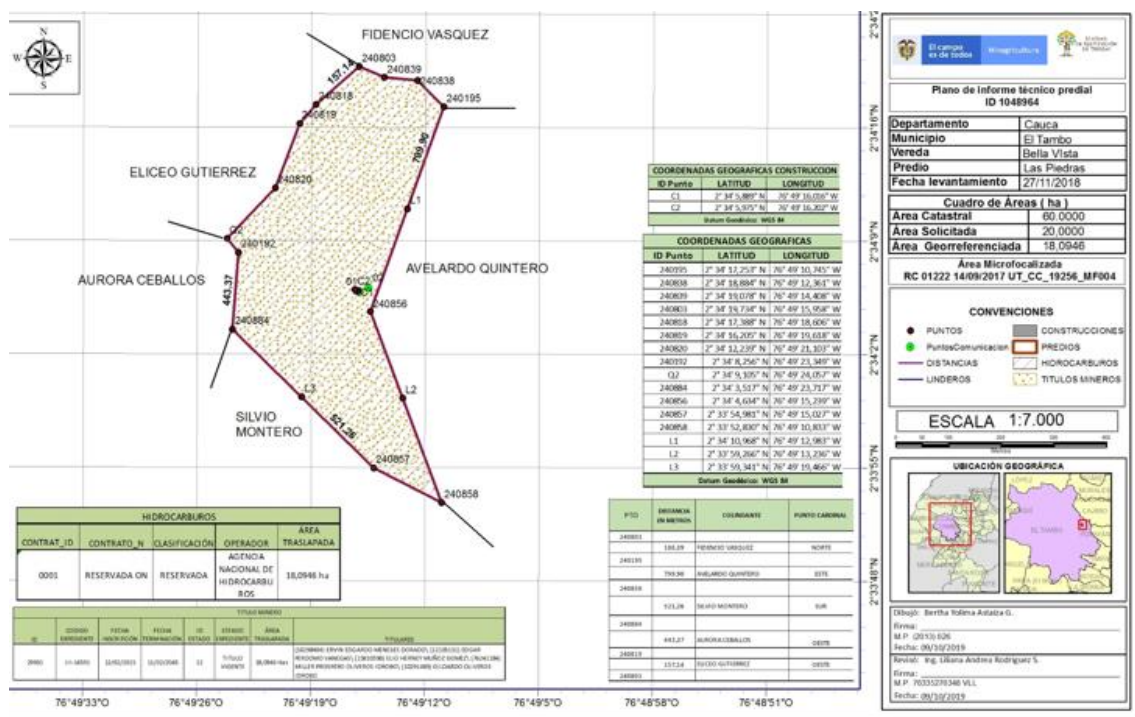 N
W
E
S
FIDENCIO VASQUEZ
240803
157.14
240839
240838
240818
240195
240819
709.90
ELICEO GUTIERREZ
240820
L1
Q2
240192
AVELARDO QUINTERO
AURORA CEBALLOS
443.37
240856
240884
L3
L2
SILVIO
MONTERO
521.26
240857
240858
COORDENADAS GEOGRAFICAS CONSTRUCCION
ID Punto LATITUD LONGITUD
C1 2° 34' 5,889" N 76° 49' 16,016" W
C2 2° 34' 5,975" N 76° 49' 16,202" W
Datum Geodésico: WGS 84
COORDENADAS GEOGRAFICAS
ID Punto LATITUD LONGITUD
240195 2° 34' 17,253" N 76° 49' 10,745" W
240838 2° 34' 18,884" N 76° 49' 12,361" W
240839 2° 34' 19,078" N 76° 49' 14,408" W
240803 2° 34' 19,734" N 76° 49' 15,958" W
240818 2° 34' 17,388" N 76° 49' 18,606" W
240819 2° 34' 16,205" N 76° 49' 19,618" W
240820 2° 34' 12,239" N 76° 49' 21,103" W
240192 2° 34' 8,256" N 76° 49' 23,349" W
Q2 2° 34' 9,105" N 76° 49' 24,057" W
240884 2° 34' 3,517" N 76° 49' 23,717" W
240856 2° 34' 4,634" N 76° 49' 15,239" W
240857 2° 33' 54,981" N 76° 49' 15,027" W
240858 2° 33' 52,830" N 76° 49' 10,833" W
L1 2° 34' 10,968" N 76° 49' 12,983" W
L2 2° 33' 59,266" N 76° 49' 13,236" W
L3 2° 33' 59,341" N 76° 49' 19,466" W
Datum Geodésico: WGS 84
PTO DISTANCIA EN METROS COLINDANTE PUNTO CARDINAL
240803
FIDENCIO VASQUEZ NORTE
240195
AVELARDO QUINTERO ESTE
240858
521,26 SILVIO MONTERO SUR
240884
AURORA CEBALLOS OESTE
157,14 ELICEO GUTIERREZ OESTE
240803
HIDROCARBUROS
CONTRAT_ID CONTRATO_N CLASIFICACIÓN OPERADOR ÁREA TRASLAPADA
0001 RESERVADA ON RESERVADA AGENCIA NACIONAL DE HIDROCARBUROS 18,0946 ha
TITULO MINERO
TITULARES
TITULO VIGENTE
2°34'16"N
2°34'9"N
2°34'2"N
2°33'55"N
2°33'48"N
76°49'33"O
76°49'26"O
76°49'19"O
76°49'12"O
76°49'5"O
76°48'58"O
76°48'51"O
El campo
es de todos
Minagricultura
Plano de informe técnico predial
ID 1048964
Departamento Cauca
Municipio El Tambo
Vereda Bella VIsta
Predio Las Piedras
Fecha levantamiento 27/11/2018
Cuadro de Áreas ( ha )
Área Catastral 60.0000
Área Solicitada 20,0000
Área Georreferenciada 18,0946
Área Microfocalizada
RC 01222 14/09/2017 UT_CC_19256_MF004
CONVENCIONES
PUNTOS
CONSTRUCCIONES
PuntosComunicacion
PREDIOS
DISTANCIAS
HIDROCARBUROS
LINDEROS
TITULOS MINEROS
ESCALA 1:7.000
Metros
UBICACIÓN GEOGRÁFICA
EL TAMBO
Dibujó: Bertha Yolima Astaiza G.
Firma:
M.P. (2013) 026
Fecha: 09/10/2019
Revisó: Ing. Liliana Andrea Rodriguez S.
Firma:
M.P 76335276348 VLL
Fecha: 09/10/2019